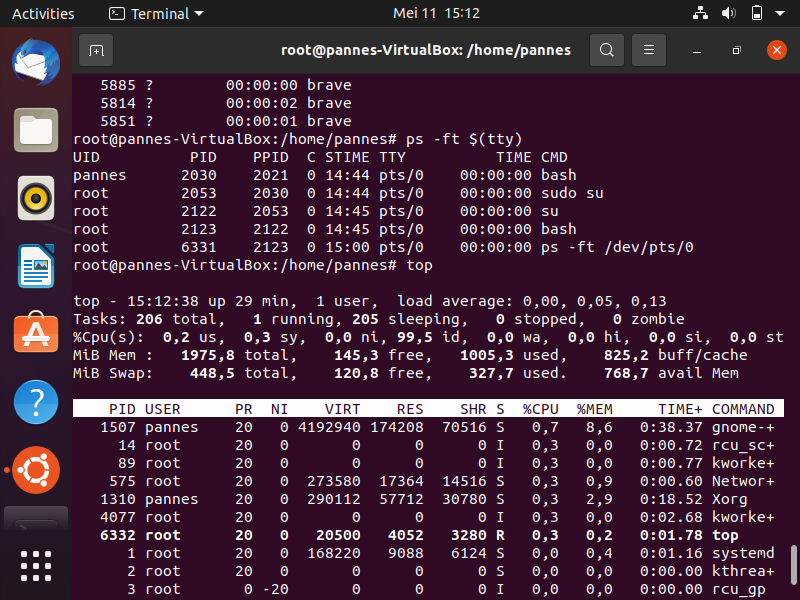 Activities Terminal Mei 11 15:12
root@pannes-VirtualBox: /home/pannes
5885 ? 00:00:00 brave
5814 ? 00:00:02 brave
5851 ? 00:00:01 brave
root@pannes-VirtualBox:/home/pannes# ps -ft $(tty)
UID PID PPID C STIME TTY TIME CMD
pannes 2030 2021 0 14:44 pts/0 00:00:00 bash
root 2053 2030 0 14:44 pts/0 00:00:00 sudo su
root 2122 2053 0 14:45 pts/0 00:00:00 su
root 2123 2122 0 14:45 pts/0 00:00:00 bash
root 6331 2123 0 15:00 pts/0 00:00:00 ps -ft /dev/pts/0
root@pannes-VirtualBox:/home/pannes# top
top - 15:12:38 up 29 min, 1 user, load average: 0,00, 0,05, 0,13
Tasks: 206 total, 1 running, 205 sleeping, 0 stopped, 0 zombie
%Cpu(s): 0,2 us, 0,3 sy, 0,0 ni, 99,5 id, 0,0 wa, 0,0 hi, 0,0 si, 0,0 st
MiB Mem : 1975,8 total, 145,3 free, 1005,3 used, 825,2 buff/cache
MiB Swap: 448,5 total, 120,8 free, 327,7 used. 768,7 avail Mem
PID USER PR NI VIRT RES SHR S %CPU %MEM TIME+ COMMAND
1507 pannes 20 0 4192940 174208 70516 S 0,7 8,6 0:38.37 gnome-+
14 root 20 0 0 0 0 I 0,3 0,0 0:00.72 rcu_sc+
89 root 20 0 0 0 0 I 0,3 0,0 0:00.77 kworke+
575 root 20 0 273580 17364 14516 S 0,3 0,9 0:00.60 Networ+
1310 pannes 20 0 290112 57712 30780 S 0,3 2,9 0:18.52 Xorg
4077 root 20 0 0 0 0 I 0,3 0,0 0:02.68 kworke+
6332 root 20 0 20500 4052 3280 R 0,3 0,2 0:01.78 top
1 root 20 0 168220 9088 6124 S 0,0 0,4 0:01.16 systemd
2 root 20 0 0 0 0 S 0,0 0,0 0:00.00 kthrea+
3 root 0 -20 0 0 0 I 0,0 0,0 0:00.00 rcu_gp